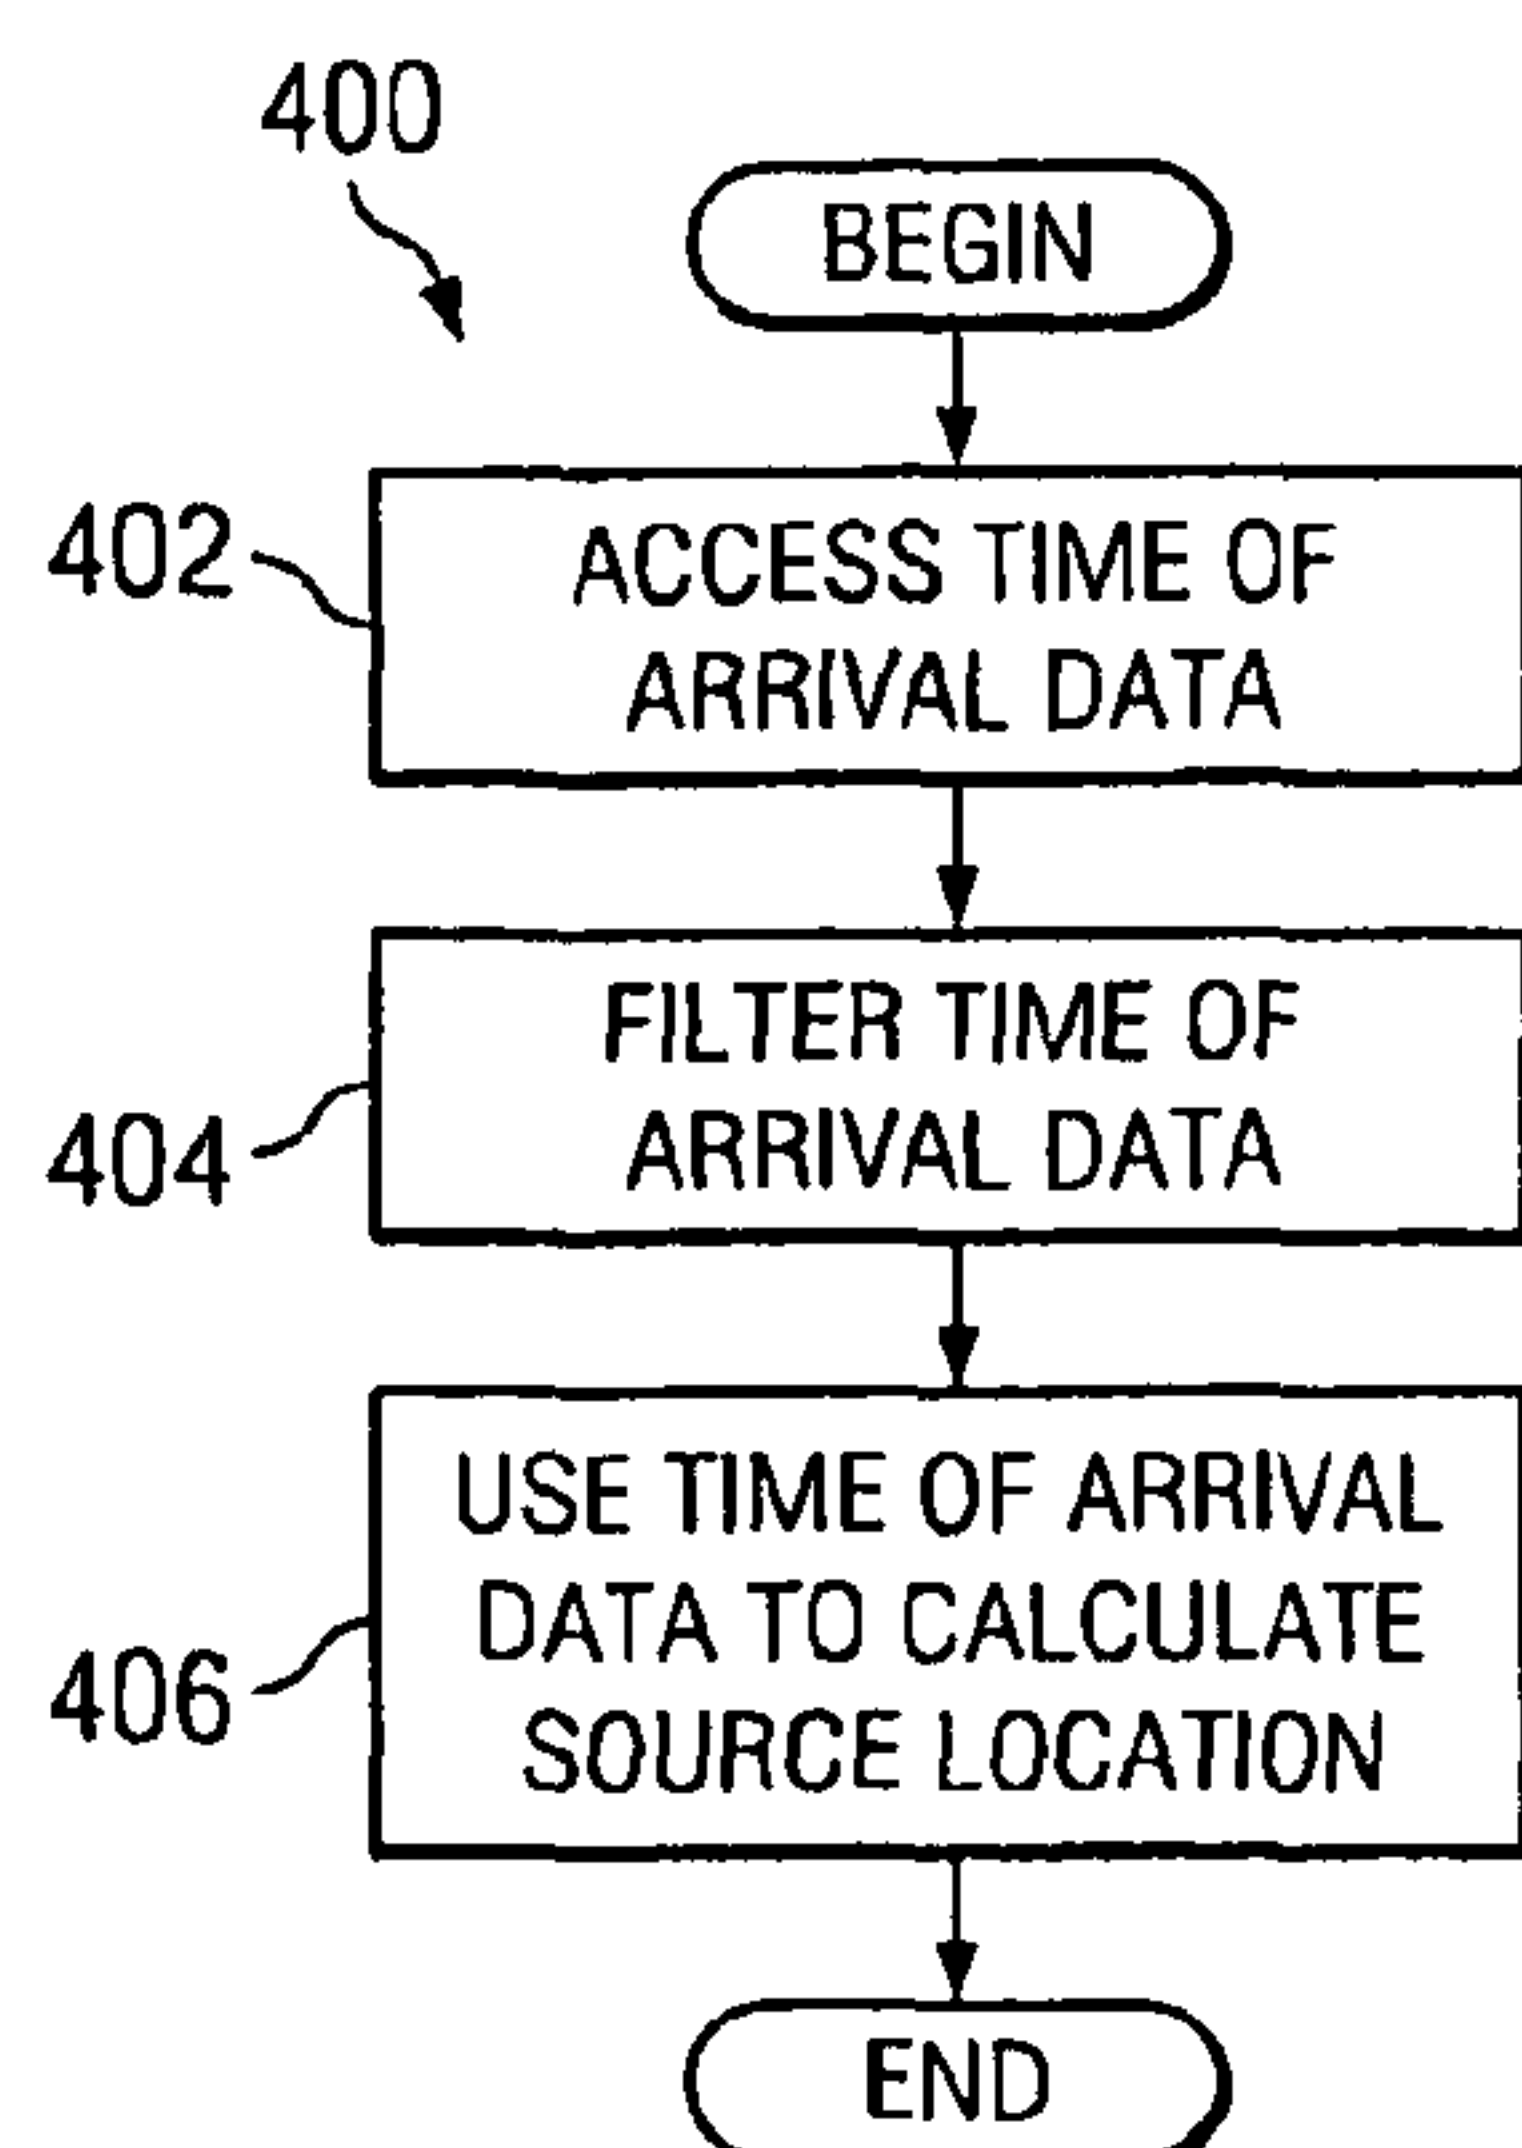 400
BEGIN
402
ACCESS TIME OF
ARRIVAL DATA
FILTER TIME OF
ARRIVAL DATA
404
USE TIME OF ARRIVAL
DATA TO CALCULATE
SOURCE LOCATION
406
END